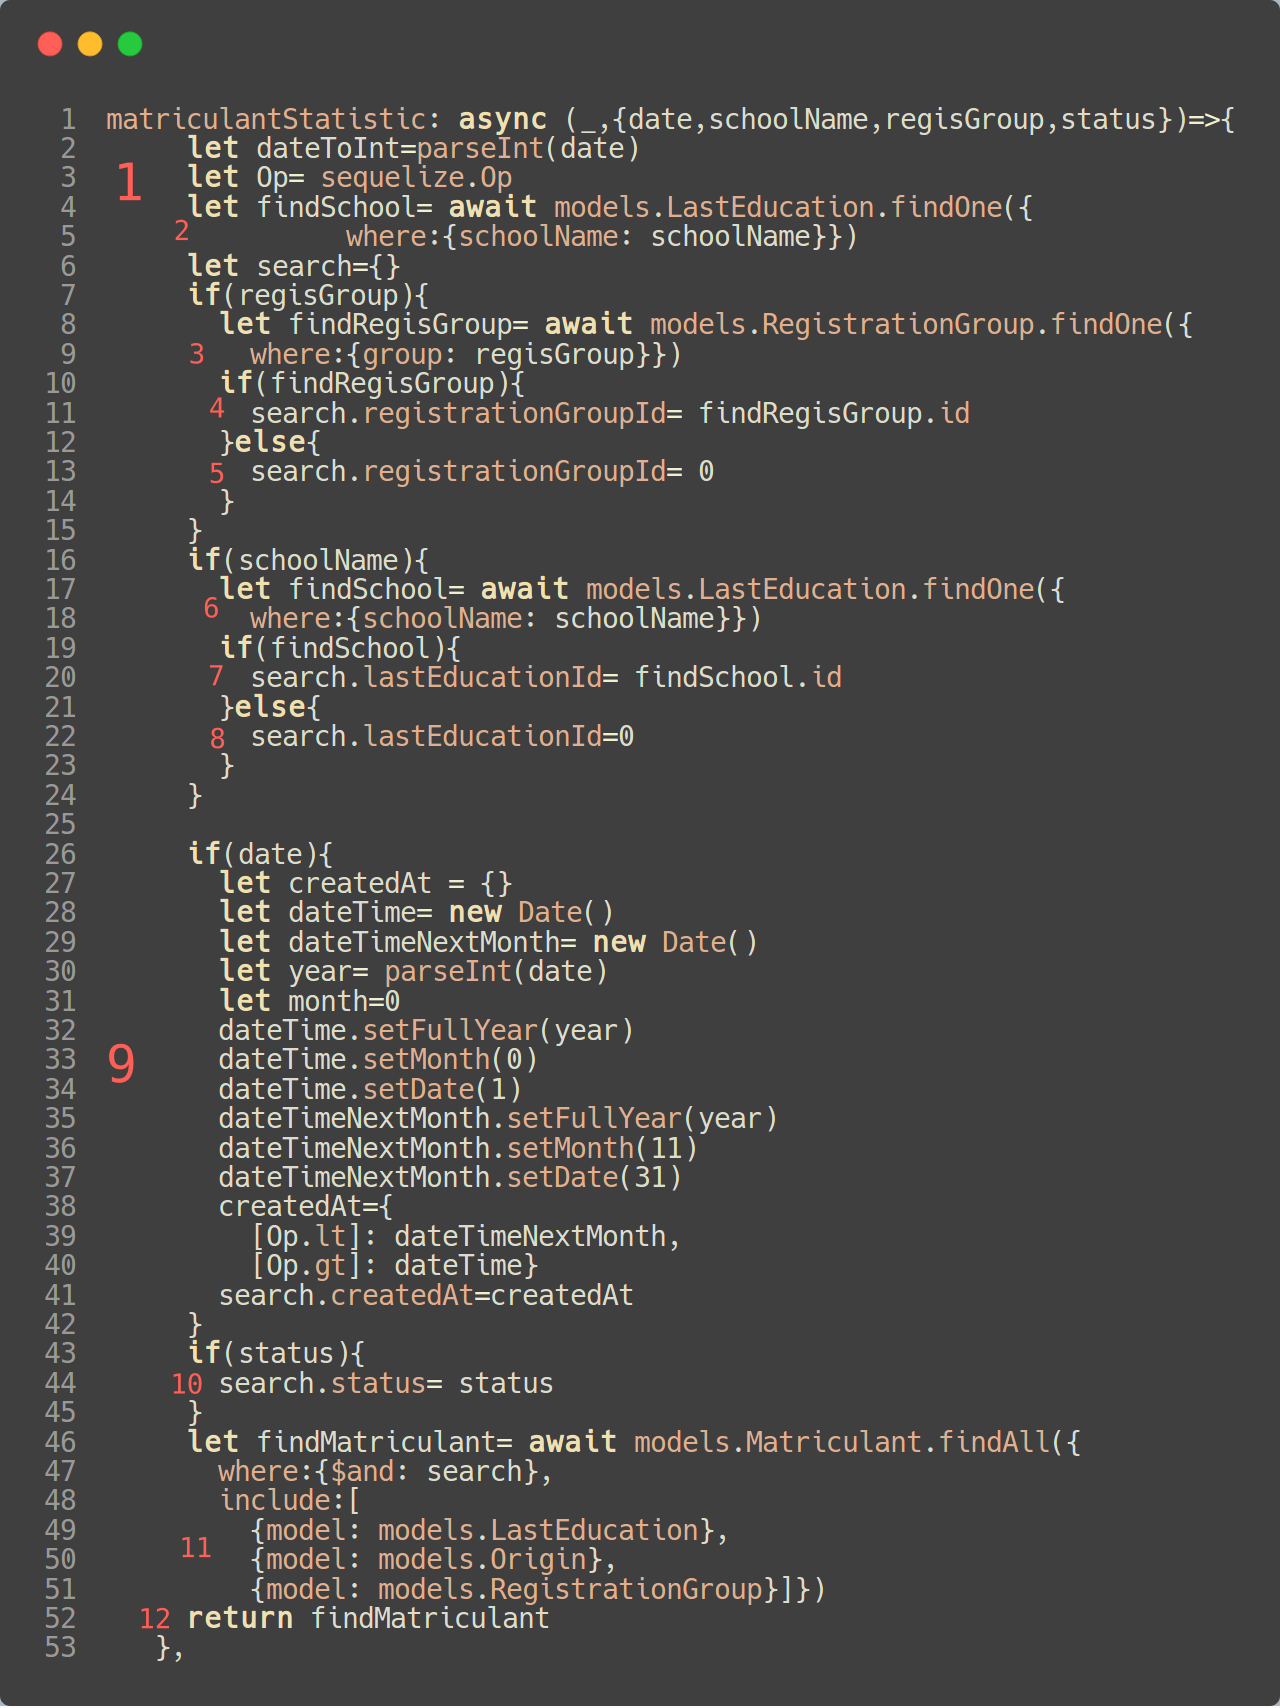 1 matriculantStatistic: async (_,{date,schoolName,regisGroup,status})=>{
2 let dateToInt=parseInt(date)
1
3 let Op= sequelize.Op
4 let findSchool= await models.LastEducation.findOne({
2
5 where:{schoolName: schoolName}})
6 let search={}
7 if(regisGroup){
8 let findRegisGroup= await models.RegistrationGroup.findOne({
9 3 where:{group: regisGroup}})
10 if(findRegisGroup){
11 4 search.registrationGroupId= findRegisGroup.id
12 }else{
13 5 search.registrationGroupId= 0
14 }
15 }
16 if(schoolName){
17 let findSchool= await models.LastEducation.findOne({
6
18 where:{schoolName: schoolName}})
19 if(findSchool){
20 7 search.lastEducationId= findSchool.id
21 }else{
22 8 search.lastEducationId=0
23 }
24 }
25
26 if(date){
27 let createdAt = {}
28 let dateTime= new Date()
29 let dateTimeNextMonth= new Date()
30 let year= parseInt(date)
31 let month=0
32 dateTime.setFullYear(year)
33 9 dateTime.setMonth(0)
34 dateTime.setDate(1)
35 dateTimeNextMonth.setFullYear(year)
36 dateTimeNextMonth.setMonth(11)
37 dateTimeNextMonth.setDate(31)
38 createdAt={
39 [Op.lt]: dateTimeNextMonth,
40 [Op.gt]: dateTime}
41 search.createdAt=createdAt
42 }
43 if(status){
44 10 search.status= status
45 }
46 let findMatriculant= await models.Matriculant.findAll({
47 where:{$and: search},
48 include:[
49 {model: models.LastEducation},
11
50 {model: models.Origin},
51 {model: models.RegistrationGroup}]})
52 12 return findMatriculant
53 },